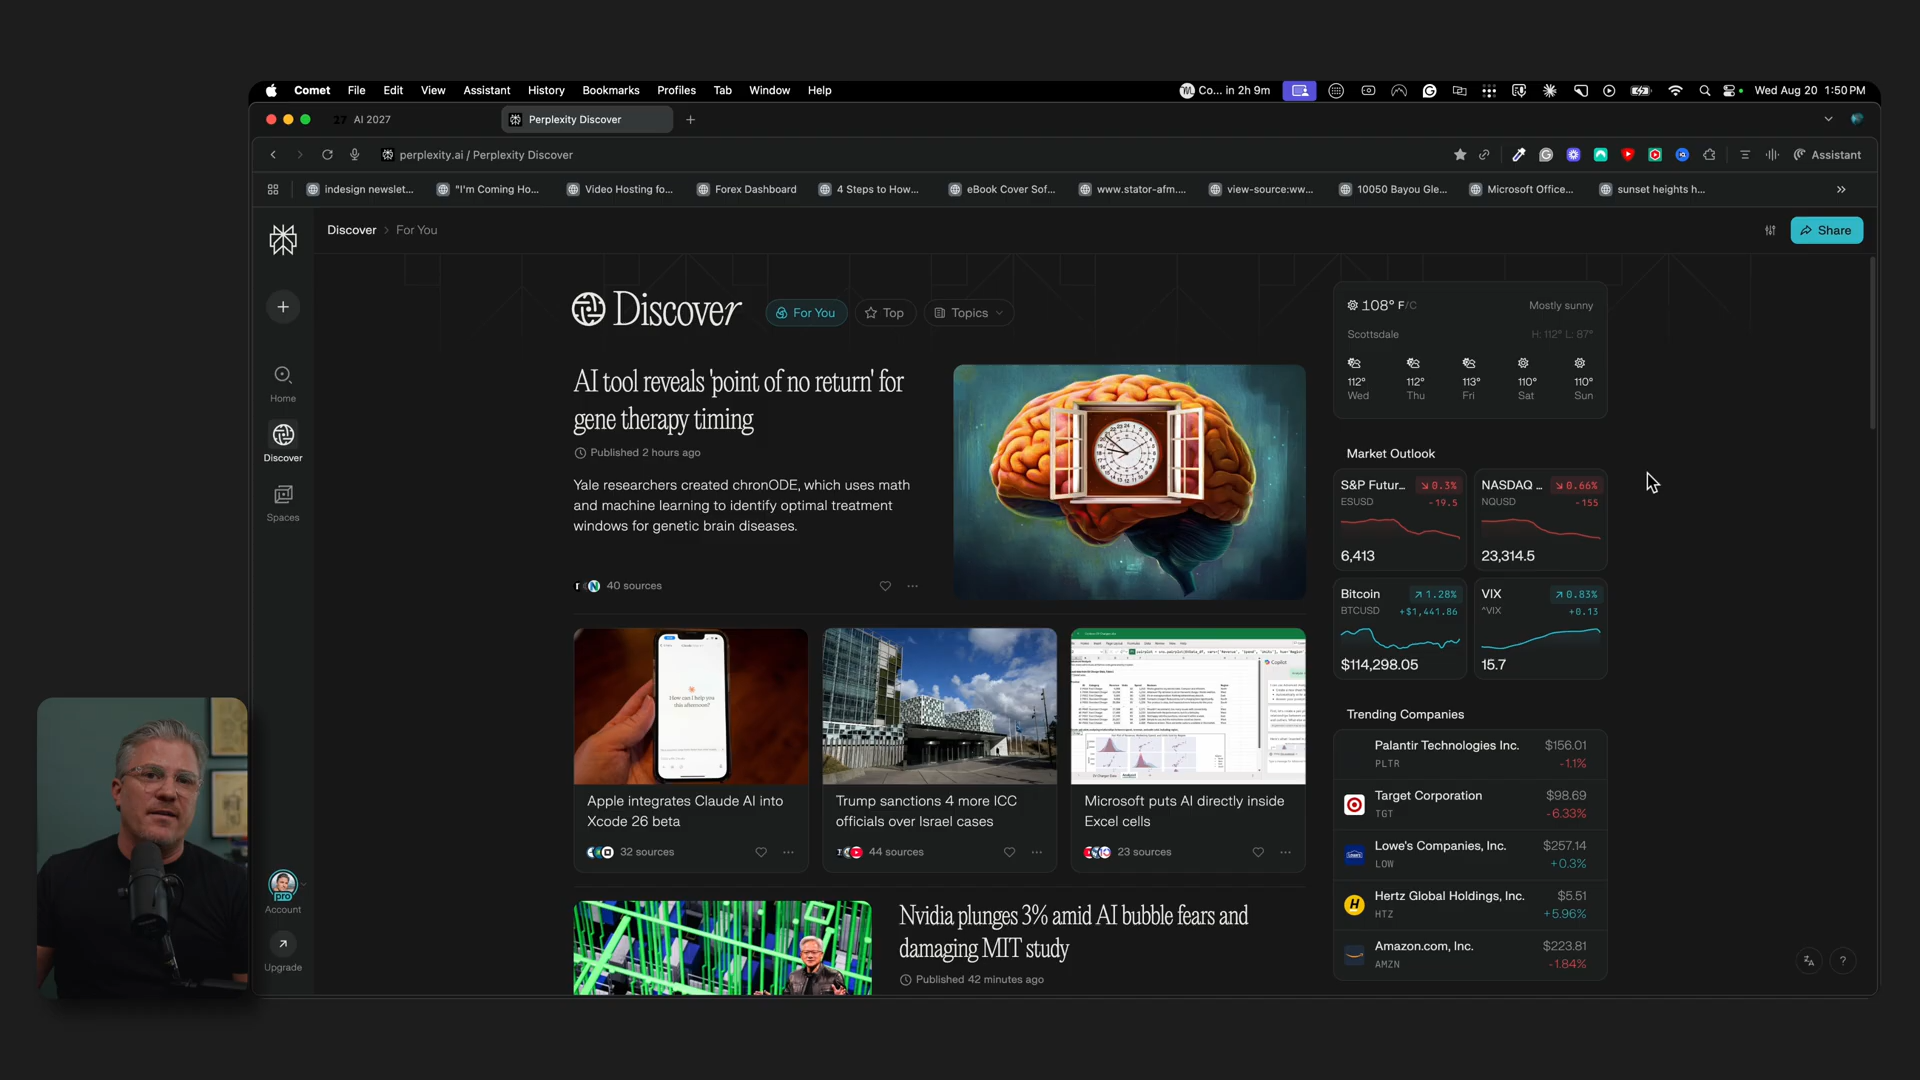 Comet File Edit View Assistant History Bookmarks Profiles Tab Window Help
Co... in 2h 9m
Wed Aug 20 1:50 PM
27 AI 2027
Perplexity Discover
perplexity.ai / Perplexity Discover
Assistant
indesign newslet...
"I'm Coming Ho...
Video Hosting fo...
Forex Dashboard
4 Steps to How...
eBook Cover Sof...
www.stator-afm....
view-source:ww...
10050 Bayou Gle...
Microsoft Office...
sunset heights h...
Discover > For You
Share
Home
Discover
Spaces
pro
Account
Upgrade
Discover
For You
Top
Topics
AI tool reveals 'point of no return' for
gene therapy timing
Published 2 hours ago
Yale researchers created chronODE, which uses math
and machine learning to identify optimal treatment
windows for genetic brain diseases.
40 sources
How can I help you
this afternoon?
Apple integrates Claude AI into
Xcode 26 beta
32 sources
Trump sanctions 4 more ICC
officials over Israel cases
44 sources
Copilot
Microsoft puts AI directly inside
Excel cells
23 sources
Nvidia plunges 3% amid AI bubble fears and
damaging MIT study
Published 42 minutes ago
108° F/C
Mostly sunny
Scottsdale
H: 112° L: 87°
112° 112° 113° 110° 110°
Wed Thu Fri Sat Sun
Market Outlook
S&P Futur... 0.3%
ESUSD -19.5
6,413
NASDAQ ... 0.66%
NQUSD -155
23,314.5
Bitcoin 1.28%
BTCUSD +$1,441.86
$114,298.05
VIX 0.83%
^VIX +0.13
15.7
Trending Companies
Palantir Technologies Inc. $156.01
PLTR -1.1%
Target Corporation $98.69
TGT -6.33%
Lowe's Companies, Inc. $257.14
LOW +0.3%
Hertz Global Holdings, Inc. $5.51
HTZ +5.96%
Amazon.com, Inc. $223.81
AMZN -1.84%